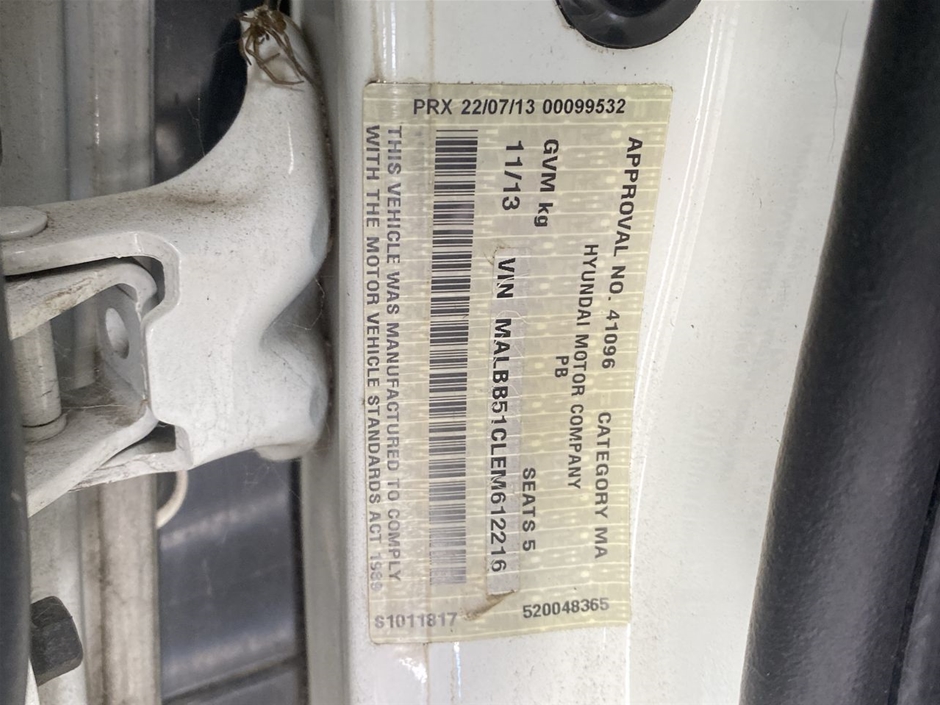 PRX 22/07/13 00099532
APPROVAL NO. 41096 CATEGORY MA
HYUNDAI MOTOR COMPANY
PB
GVM kg SEATS 5
11/13 VIN MALBB51CLEM612216
THIS VEHICLE WAS MANUFACTURED TO COMPLY
WITH THE MOTOR VEHICLE STANDARDS ACT 1989
520048365
S1011817